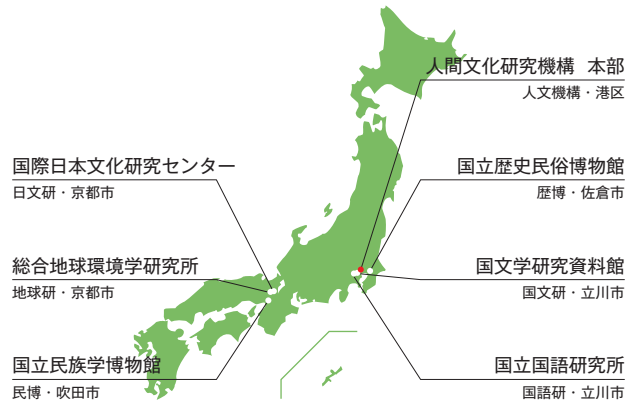 人間文化研究機構 本部
人文機構・港区
国際日本文化研究センター
日文研・京都市
国立歴史民俗博物館
歴博・佐倉市
総合地球環境学研究所
地球研・京都市
国文学研究資料館
国文研・立川市
国立民族学博物館
民博・吹田市
国立国語研究所
国語研・立川市